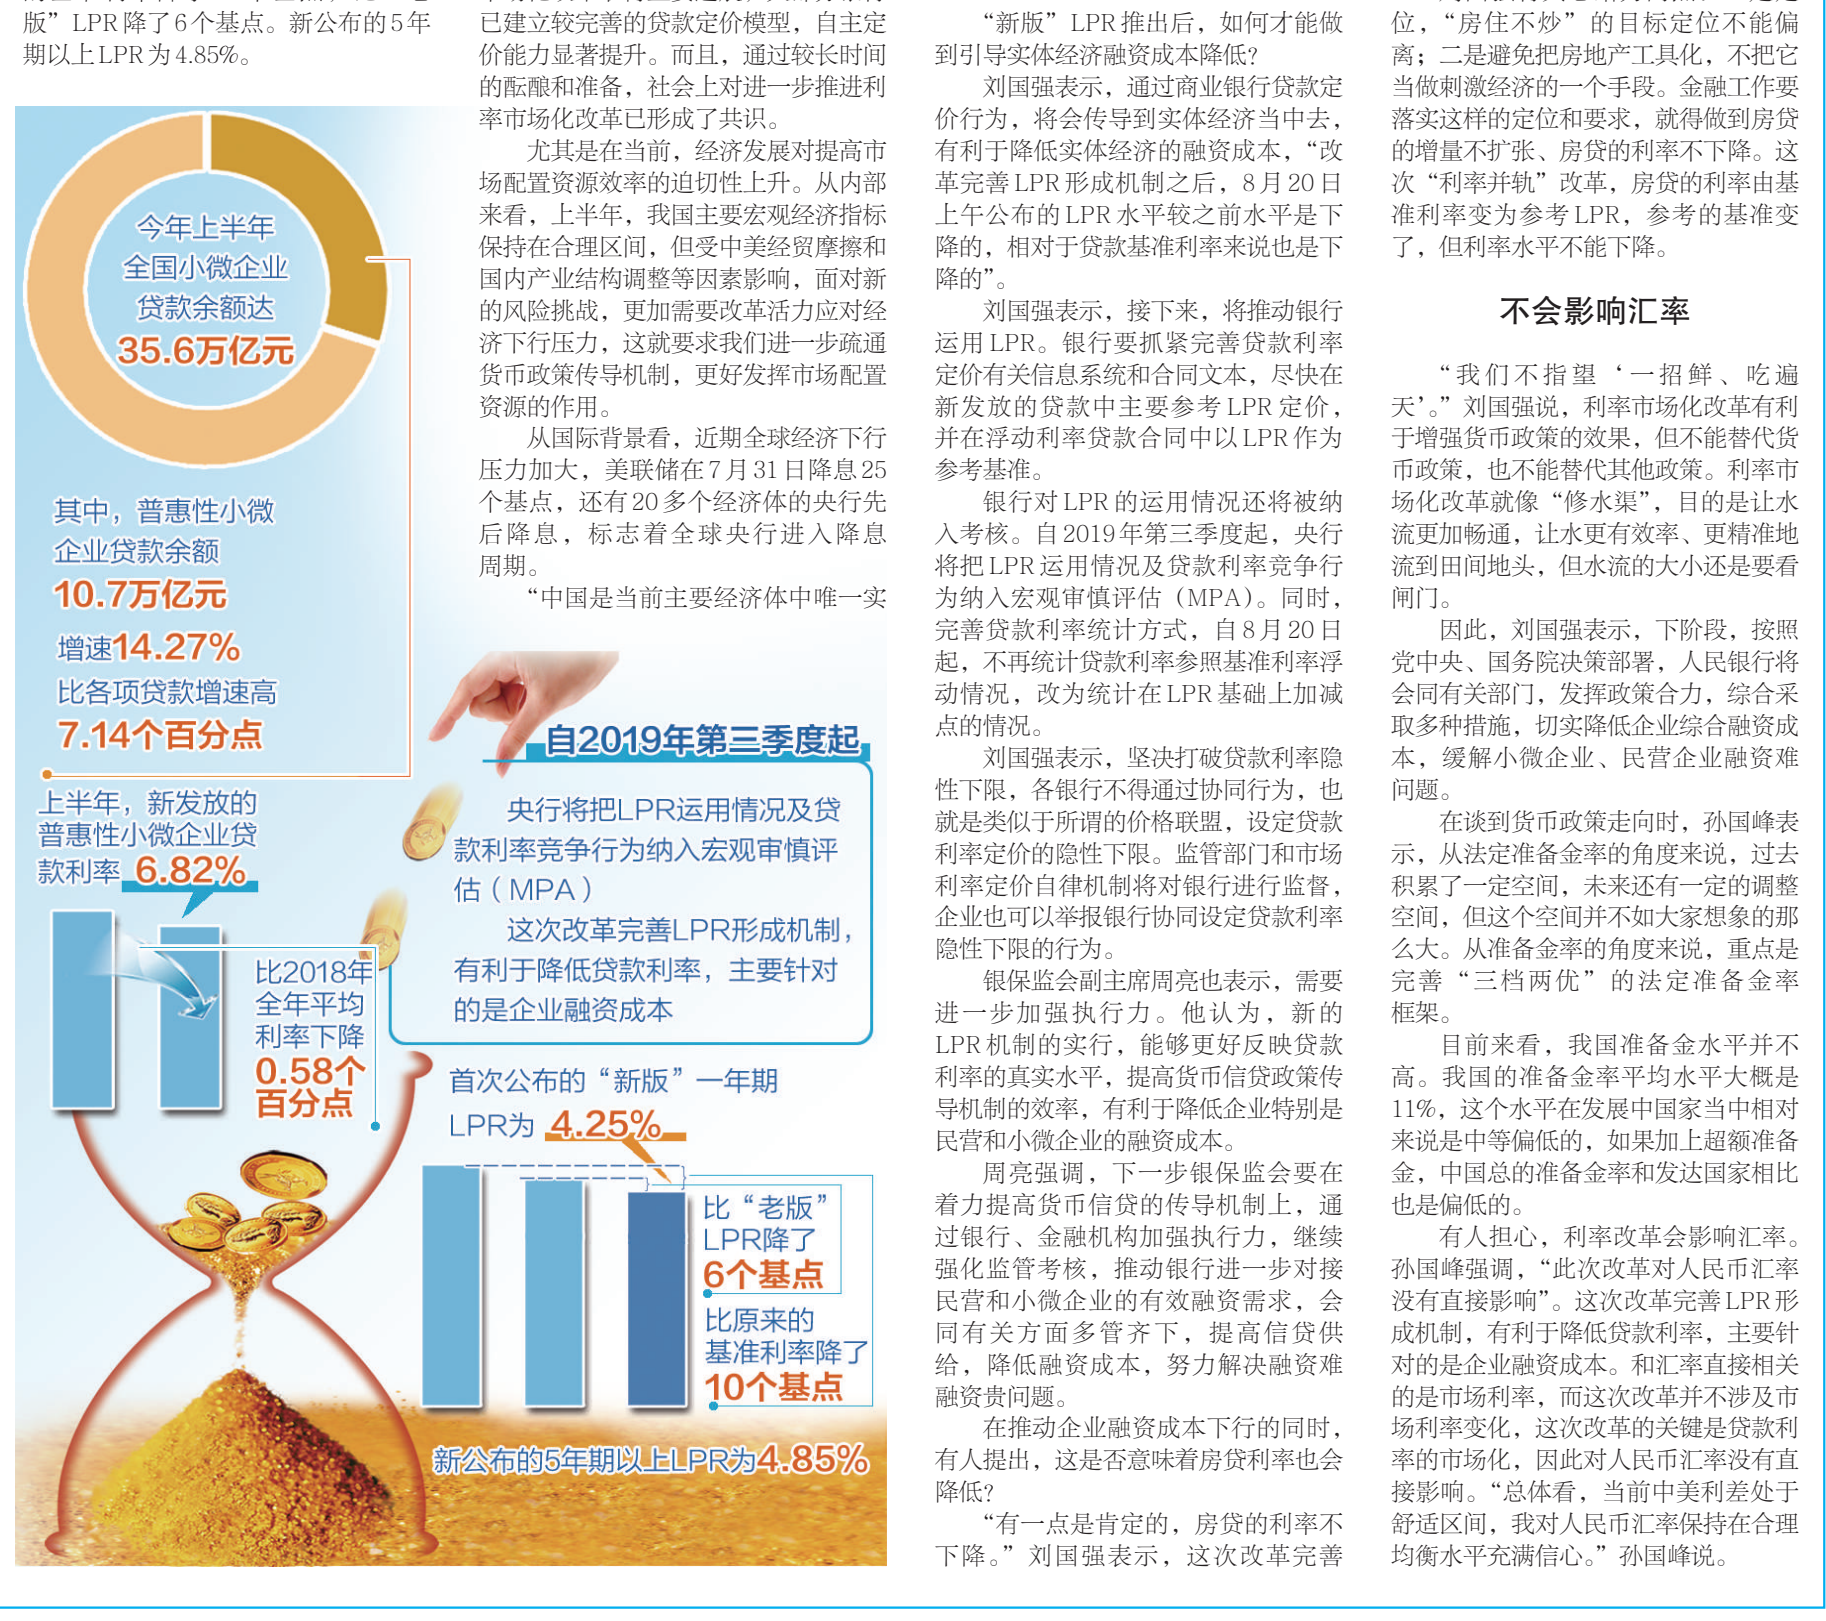 版”LPR降了6个基点。新公布的5年
期以上LPR为4.85%。
今年上半年
全国小微企业
贷款余额达
35.6万亿元
其中，普惠性小微
企业贷款余额
10.7万亿元
增速14.27%
比各项贷款增速高
7.14个百分点
上半年，新发放的
普惠性小微企业贷
款利率 6.82%
比2018年
全年平均
利率下降
0.58个
百分点
自2019年第三季度起
央行将把LPR运用情况及贷
款利率竞争行为纳入宏观审慎评
估（MPA）
这次改革完善LPR形成机制，
有利于降低贷款利率，主要针对
的是企业融资成本
首次公布的“新版”一年期
LPR为 4.25%
比“老版”
LPR降了
6个基点
比原来的
基准利率降了
10个基点
新公布的5年期以上LPR为4.85%
已建立较完善的贷款定价模型，自主定
价能力显著提升。而且，通过较长时间
的酝酿和准备，社会上对进一步推进利
率市场化改革已形成了共识。
尤其是在当前，经济发展对提高市
场配置资源效率的迫切性上升。从内部
来看，上半年，我国主要宏观经济指标
保持在合理区间，但受中美经贸摩擦和
国内产业结构调整等因素影响，面对新
的风险挑战，更加需要改革活力应对经
济下行压力，这就要求我们进一步疏通
货币政策传导机制，更好发挥市场配置
资源的作用。
从国际背景看，近期全球经济下行
压力加大，美联储在7月31日降息25
个基点，还有20多个经济体的央行先
后降息，标志着全球央行进入降息
周期。
“中国是当前主要经济体中唯一实
“新版”LPR推出后，如何才能做
到引导实体经济融资成本降低？
刘国强表示，通过商业银行贷款定
价行为，将会传导到实体经济当中去，
有利于降低实体经济的融资成本，“改
革完善LPR形成机制之后，8月20日
上午公布的LPR水平较之前水平是下
降的，相对于贷款基准利率来说也是下
降的”。
刘国强表示，接下来，将推动银行
运用LPR。银行要抓紧完善贷款利率
定价有关信息系统和合同文本，尽快在
新发放的贷款中主要参考LPR定价，
并在浮动利率贷款合同中以LPR作为
参考基准。
银行对LPR的运用情况还将被纳
入考核。自2019年第三季度起，央行
将把LPR运用情况及贷款利率竞争行
为纳入宏观审慎评估（MPA）。同时，
完善贷款利率统计方式，自8月20日
起，不再统计贷款利率参照基准利率浮
动情况，改为统计在LPR基础上加减
点的情况。
刘国强表示，坚决打破贷款利率隐
性下限，各银行不得通过协同行为，也
就是类似于所谓的价格联盟，设定贷款
利率定价的隐性下限。监管部门和市场
利率定价自律机制将对银行进行监督，
企业也可以举报银行协同设定贷款利率
隐性下限的行为。
银保监会副主席周亮也表示，需要
进一步加强执行力。他认为，新的
LPR机制的实行，能够更好反映贷款
利率的真实水平，提高货币信贷政策传
导机制的效率，有利于降低企业特别是
民营和小微企业的融资成本。
周亮强调，下一步银保监会要在
着力提高货币信贷的传导机制上，通
过银行、金融机构加强执行力，继续
强化监管考核，推动银行进一步对接
民营和小微企业的有效融资需求，会
同有关方面多管齐下，提高信贷供
给，降低融资成本，努力解决融资难
融资贵问题。
在推动企业融资成本下行的同时，
有人提出，这是否意味着房贷利率也会
降低？
“有一点是肯定的，房贷的利率不
下降。”刘国强表示，这次改革完善
位，“房住不炒”的目标定位不能偏
离；二是避免把房地产工具化，不把它
当做刺激经济的一个手段。金融工作要
落实这样的定位和要求，就得做到房贷
的增量不扩张、房贷的利率不下降。这
次“利率并轨”改革，房贷的利率由基
准利率变为参考LPR，参考的基准变
了，但利率水平不能下降。
不会影响汇率
“我们不指望‘一招鲜、吃遍
天’。”刘国强说，利率市场化改革有利
于增强货币政策的效果，但不能替代货
币政策，也不能替代其他政策。利率市
场化改革就像“修水渠”，目的是让水
流更加畅通，让水更有效率、更精准地
流到田间地头，但水流的大小还是要看
闸门。
因此，刘国强表示，下阶段，按照
党中央、国务院决策部署，人民银行将
会同有关部门，发挥政策合力，综合采
取多种措施，切实降低企业综合融资成
本，缓解小微企业、民营企业融资难
问题。
在谈到货币政策走向时，孙国峰表
示，从法定准备金率的角度来说，过去
积累了一定空间，未来还有一定的调整
空间，但这个空间并不如大家想象的那
么大。从准备金率的角度来说，重点是
完善“三档两优”的法定准备金率
框架。
目前来看，我国准备金水平并不
高。我国的准备金率平均水平大概是
11%，这个水平在发展中国家当中相对
来说是中等偏低的，如果加上超额准备
金，中国总的准备金率和发达国家相比
也是偏低的。
有人担心，利率改革会影响汇率。
孙国峰强调，“此次改革对人民币汇率
没有直接影响”。这次改革完善LPR形
成机制，有利于降低贷款利率，主要针
对的是企业融资成本。和汇率直接相关
的是市场利率，而这次改革并不涉及市
场利率变化，这次改革的关键是贷款利
率的市场化，因此对人民币汇率没有直
接影响。“总体看，当前中美利差处于
舒适区间，我对人民币汇率保持在合理
均衡水平充满信心。”孙国峰说。